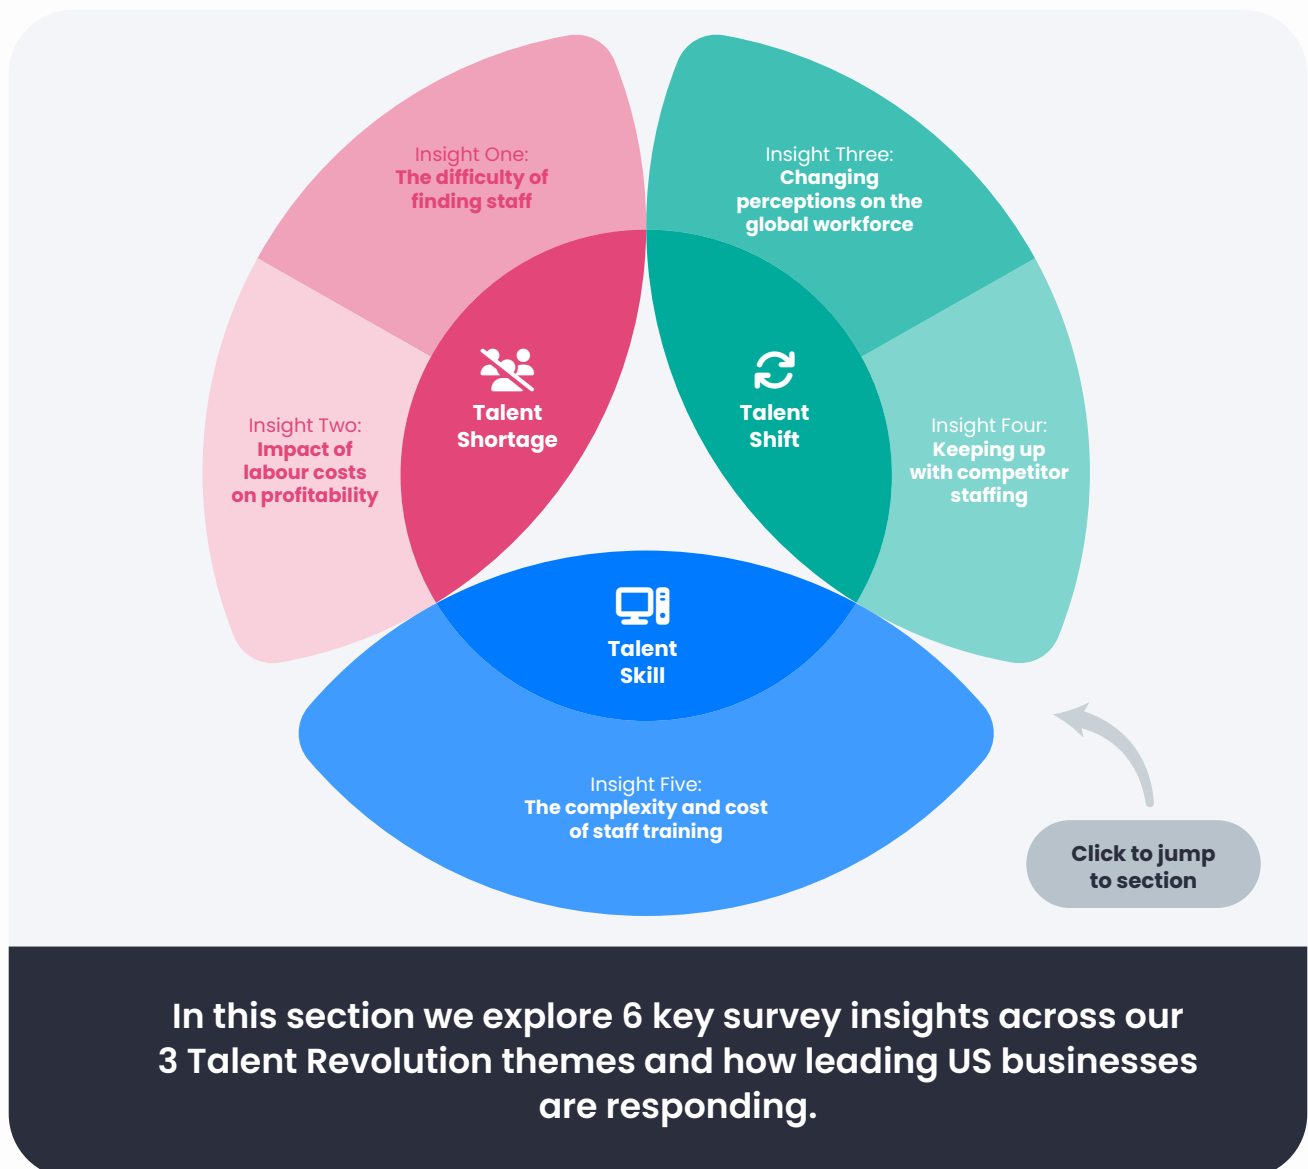 Insight One:
The difficulty of
finding staff
Insight Two:
Impact of
labour costs
on profitability
Talent
Shortage
Insight Three:
Changing
perceptions on the
global workforce
Talent
Shift
Insight Four:
Keeping up
with competitor
staffing
Talent
Skill
Insight Five:
The complexity and cost
of staff training
Click to jump
to section
In this section we explore 6 key survey insights across our
3 Talent Revolution themes and how leading US businesses
are responding.